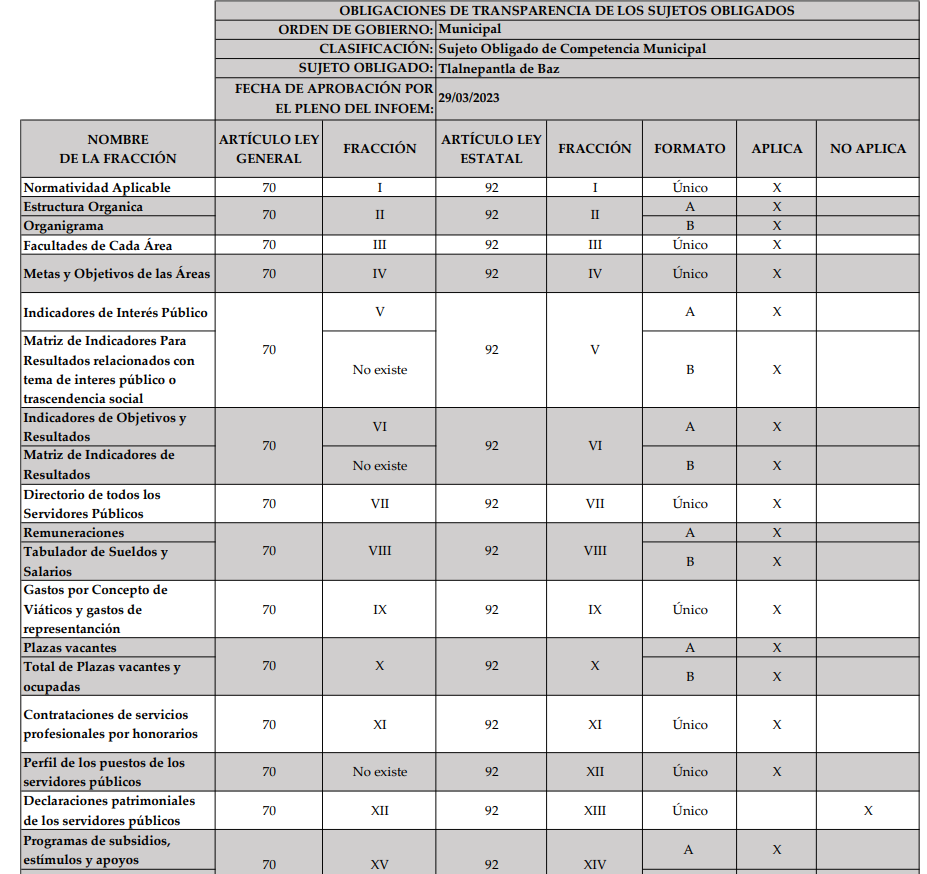 OBLIGACIONES DE TRANSPARENCIA DE LOS SUJETOS OBLIGADOS
ORDEN DE GOBIERNO: Municipal
CLASIFICACIÓN: Sujeto Obligado de Competencia Municipal
SUJETO OBLIGADO: Tlalnepantla de Baz
FECHA DE APROBACIÓN POR
EL PLENO DEL INFOEM: 29/03/2023
NOMBRE
DE LA FRACCIÓN
ARTÍCULO LEY
GENERAL
FRACCIÓN
ARTÍCULO LEY
ESTATAL
FRACCIÓN
FORMATO
APLICA
NO APLICA
Normatividad Aplicable 70 I 92 I Único X
Estructura Organica A X
70 II 92 II
Organigrama B X
Facultades de Cada Área 70 III 92 III Único X
Metas y Objetivos de las Áreas 70 IV 92 IV Único X
Indicadores de Interés Público V A X
70 92 V
Matriz de Indicadores Para
Resultados relacionados con
tema de interes público o
trascendencia social
No existe B X
Indicadores de Objetivos y
Resultados
VI A X
70 92 VI
Matriz de Indicadores de
Resultados
No existe B X
Directorio de todos los
Servidores Públicos
70 VII 92 VII Único X
Remuneraciones A X
70 VIII 92 VIII
Tabulador de Sueldos y
Salarios
B X
Gastos por Concepto de
Viáticos y gastos de
representanción
70 IX 92 IX Único X
Plazas vacantes A X
70 X 92 X
Total de Plazas vacantes y
ocupadas
B X
Contrataciones de servicios
profesionales por honorarios
70 XI 92 XI Único X
Perfil de los puestos de los
servidores públicos
70 No existe 92 XII Único X
Declaraciones patrimoniales
de los servidores públicos
70 XII 92 XIII Único X
Programas de subsidios,
estímulos y apoyos
A X
70 XV 92 XIV